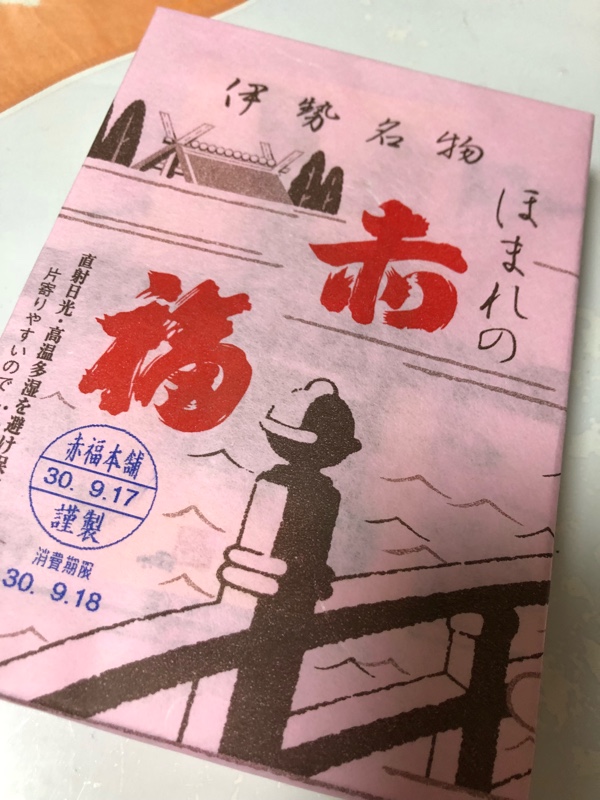 伊勢名物
ほまれの
赤
福
直射日光・高温多湿を避け保
片寄りやすいので‥
赤福本舗
30. 9.17
謹製
消費期限
30. 9.18